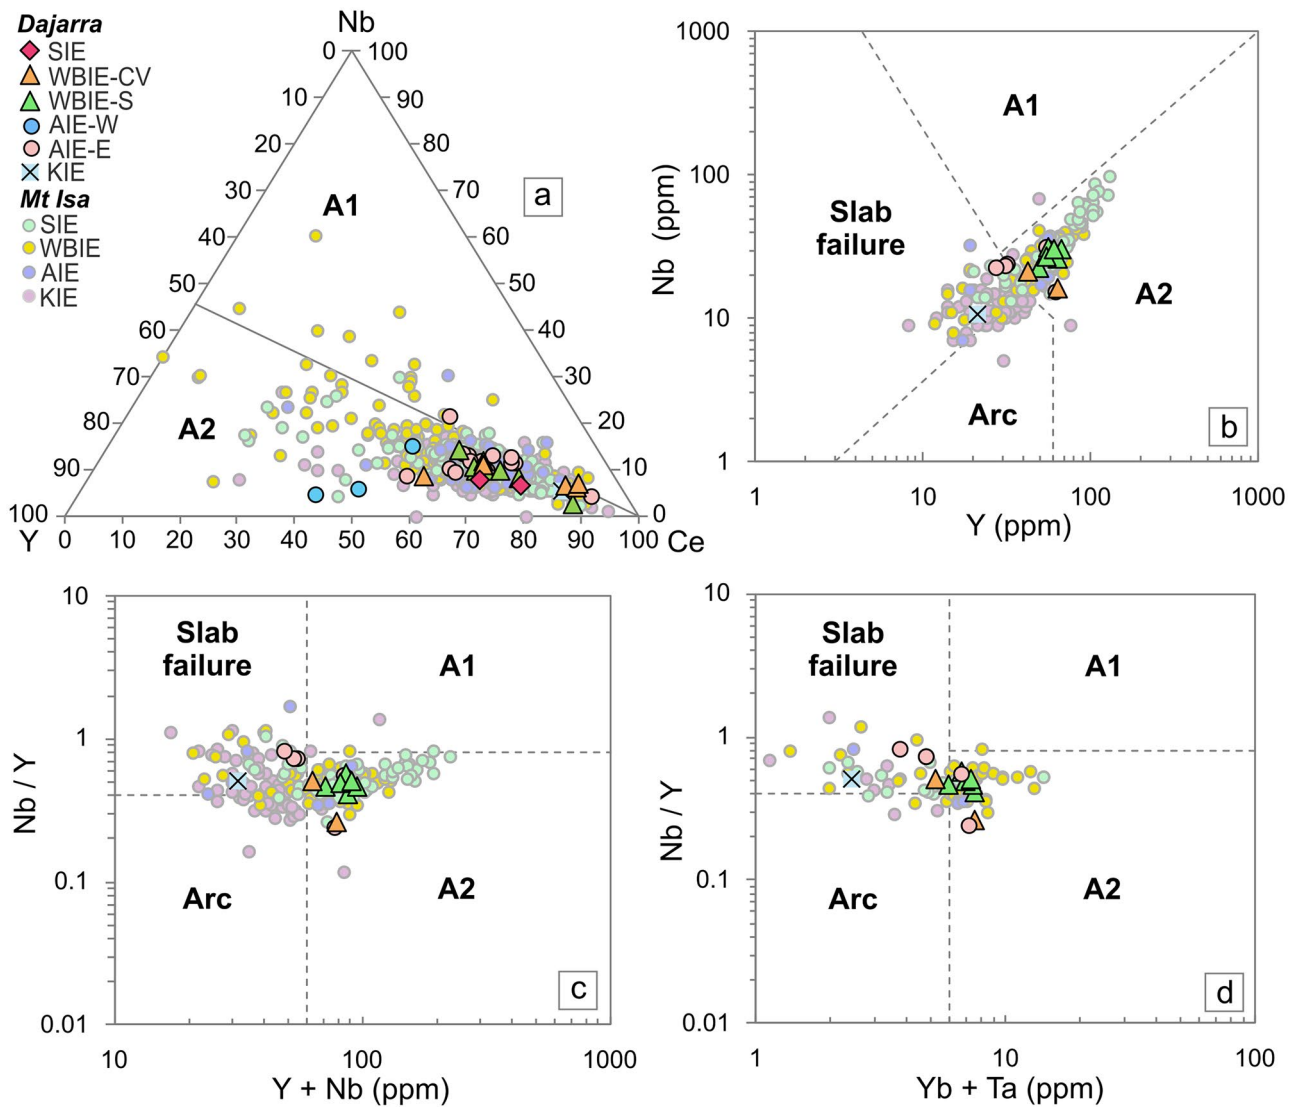 Dajarra
SIE
WBIE-CV
WBIE-S
AIE-W
AIE-E
KIE
Mt Isa
SIE
WBIE
AIE
KIE
Nb
0 100
10 90
20 80
30 70
40 60
50 50
60 40
70 30
80 20
90 10
100 0
Y 0 10 20 30 40 50 60 70 80 90 100 Ce
A1
A2
a
1000
100
10
1
Nb (ppm)
A1
Slab
failure
A2
Arc
b
1 10 100 1000
Y (ppm)
10
1
0.1
0.01
Nb / Y
Slab
failure
A1
Arc
A2
c
10 100 1000
Y + Nb (ppm)
10
1
0.1
0.01
Nb / Y
Slab
failure
A1
Arc
A2
d
1 10 100
Yb + Ta (ppm)